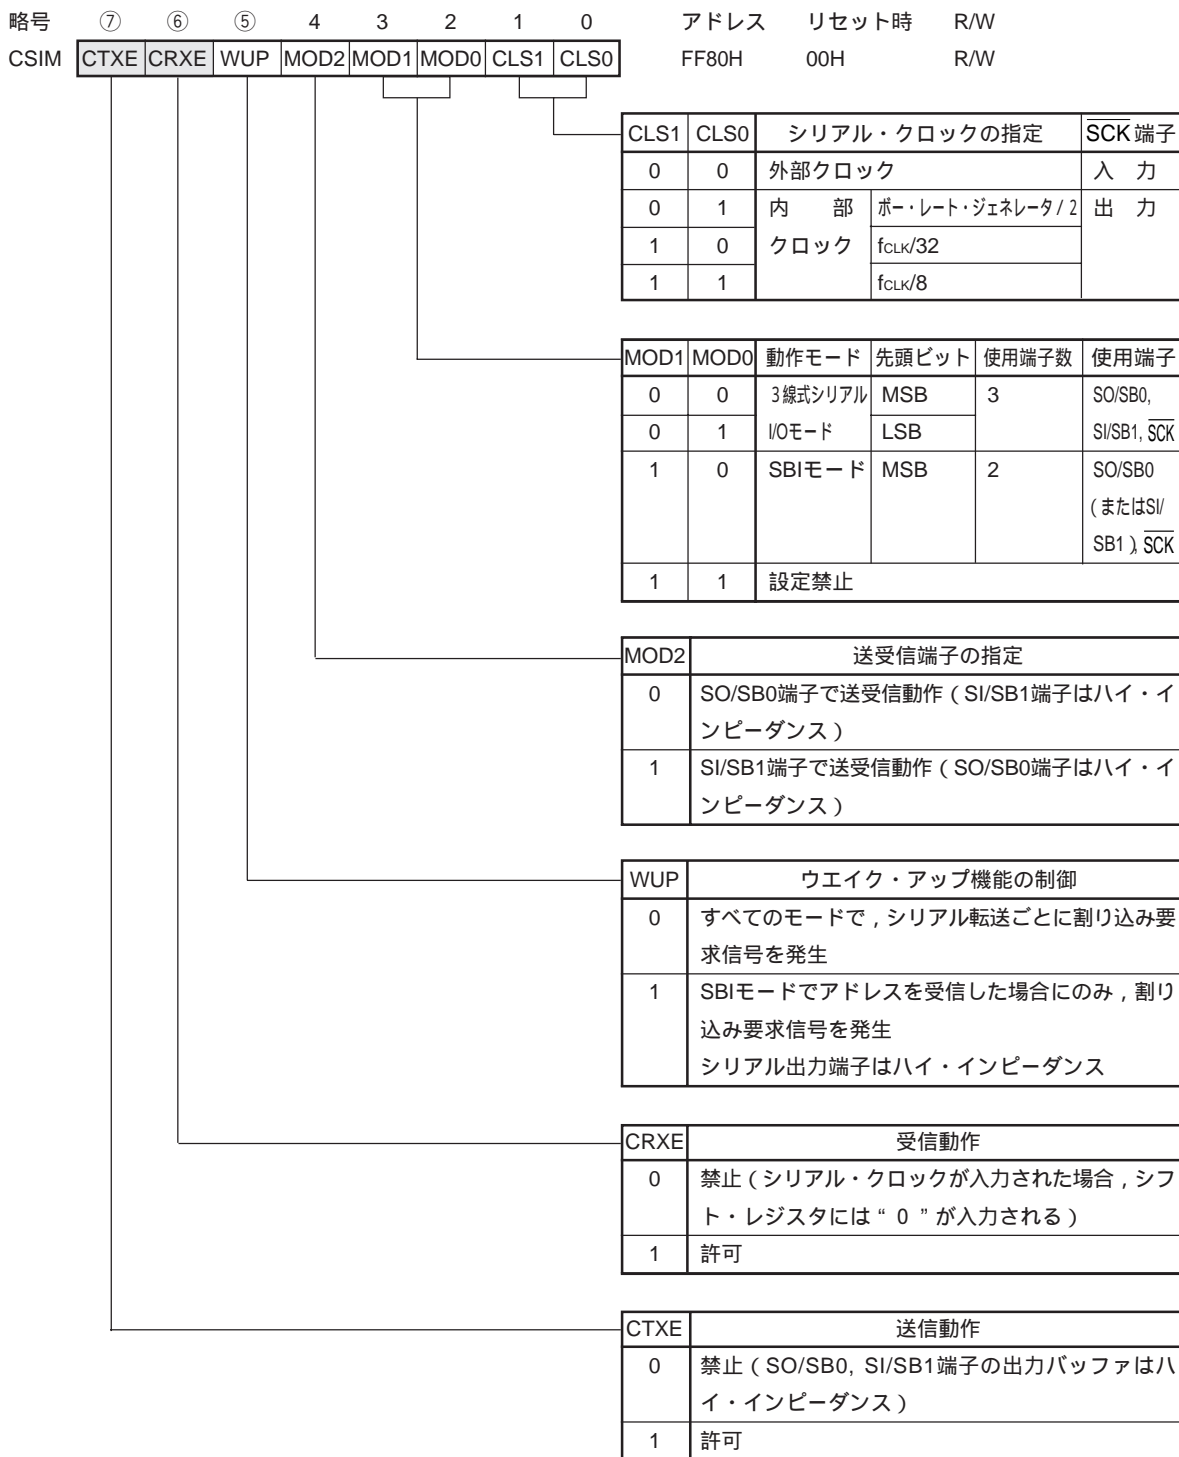 略号 ⑦ ⑥ ⑤ 4 3 2 1 0 アドレス リセット時 R/W
CSIM CTXE CRXE WUP MOD2 MOD1 MOD0 CLS1 CLS0 FF80H 00H R/W
CLS1 CLS0 シリアル・クロックの指定 SCK端子
0 0 外部クロック 入 力
0 1 内 部 ボー・レート・ジェネレータ/2 出 力
1 0 クロック fCLK/32
1 1 fCLK/8
MOD1 MOD0 動作モード 先頭ビット 使用端子数 使用端子
0 0 3線式シリアル MSB 3 SO/SB0,
0 1 I/Oモード LSB SI/SB1, SCK
1 0 SBIモード MSB 2 SO/SB0
(またはSI/
SB1), SCK
1 1 設定禁止
MOD2 送受信端子の指定
0 SO/SB0端子で送受信動作(SI/SB1端子はハイ・イ
ンピーダンス)
1 SI/SB1端子で送受信動作(SO/SB0端子はハイ・イ
ンピーダンス)
WUP ウエイク・アップ機能の制御
0 すべてのモードで,シリアル転送ごとに割り込み要
求信号を発生
1 SBIモードでアドレスを受信した場合にのみ,割り
込み要求信号を発生
シリアル出力端子はハイ・インピーダンス
CRXE 受信動作
0 禁止(シリアル・クロックが入力された場合,シフ
ト・レジスタには“0”が入力される)
1 許可
CTXE 送信動作
0 禁止(SO/SB0, SI/SB1端子の出力バッファはハ
イ・インピーダンス)
1 許可